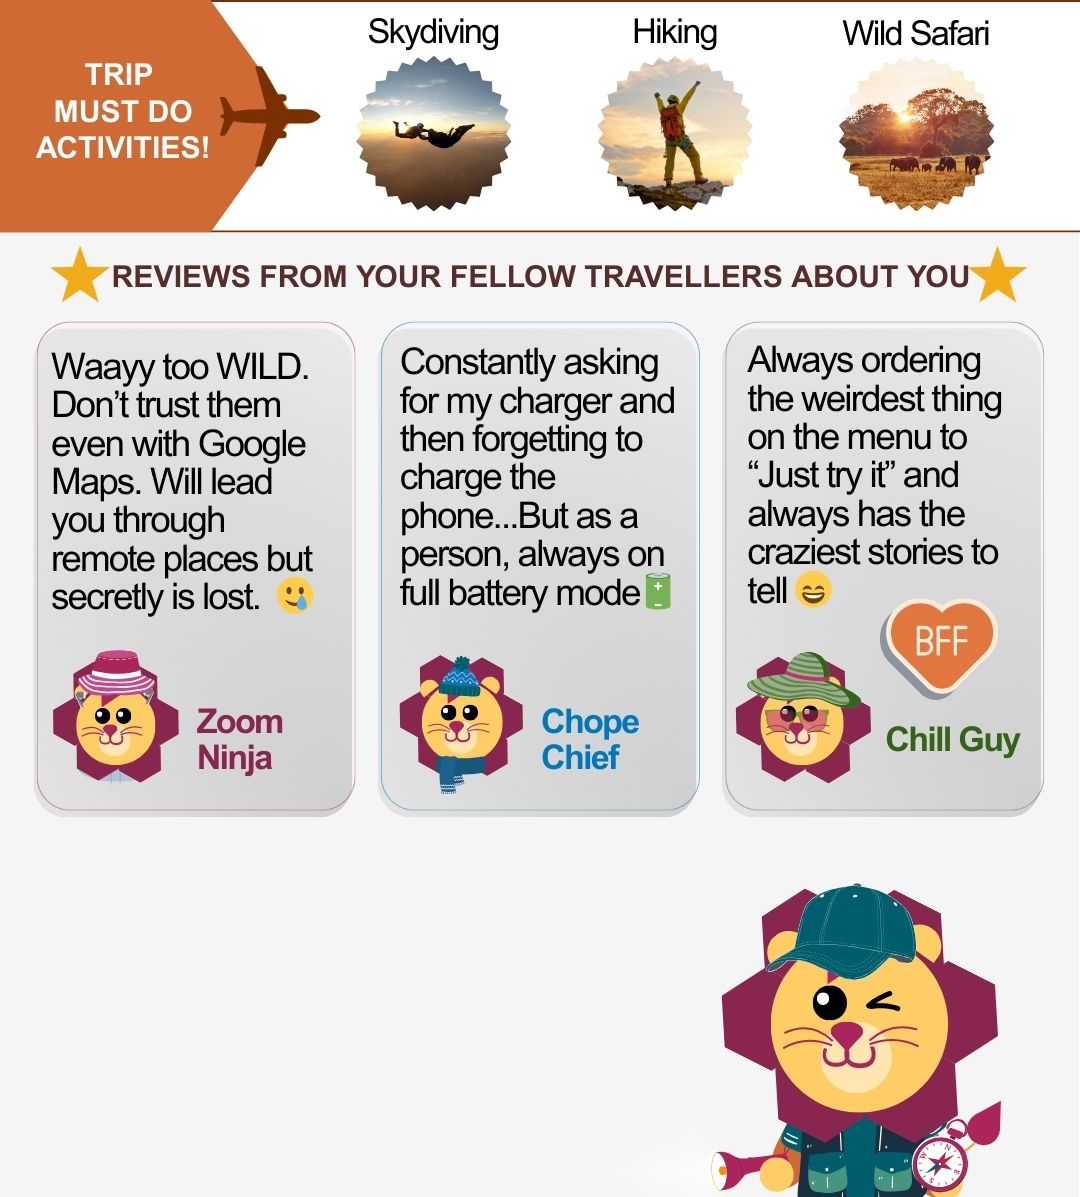 TRIP
MUST DO
ACTIVITIES!
Skydiving
Hiking
Wild Safari
REVIEWS FROM YOUR FELLOW TRAVELLERS ABOUT YOU
Waayy too WILD.
Don’t trust them
even with Google
Maps. Will lead
you through
remote places but
secretly is lost. 🥲
Zoom
Ninja
Constantly asking
for my charger and
then forgetting to
charge the
phone...But as a
person, always on
full battery mode🔋
Chope
Chief
Always ordering
the weirdest thing
on the menu to
“Just try it” and
always has the
craziest stories to
tell 😄
BFF
Chill Guy
N
E
S
W